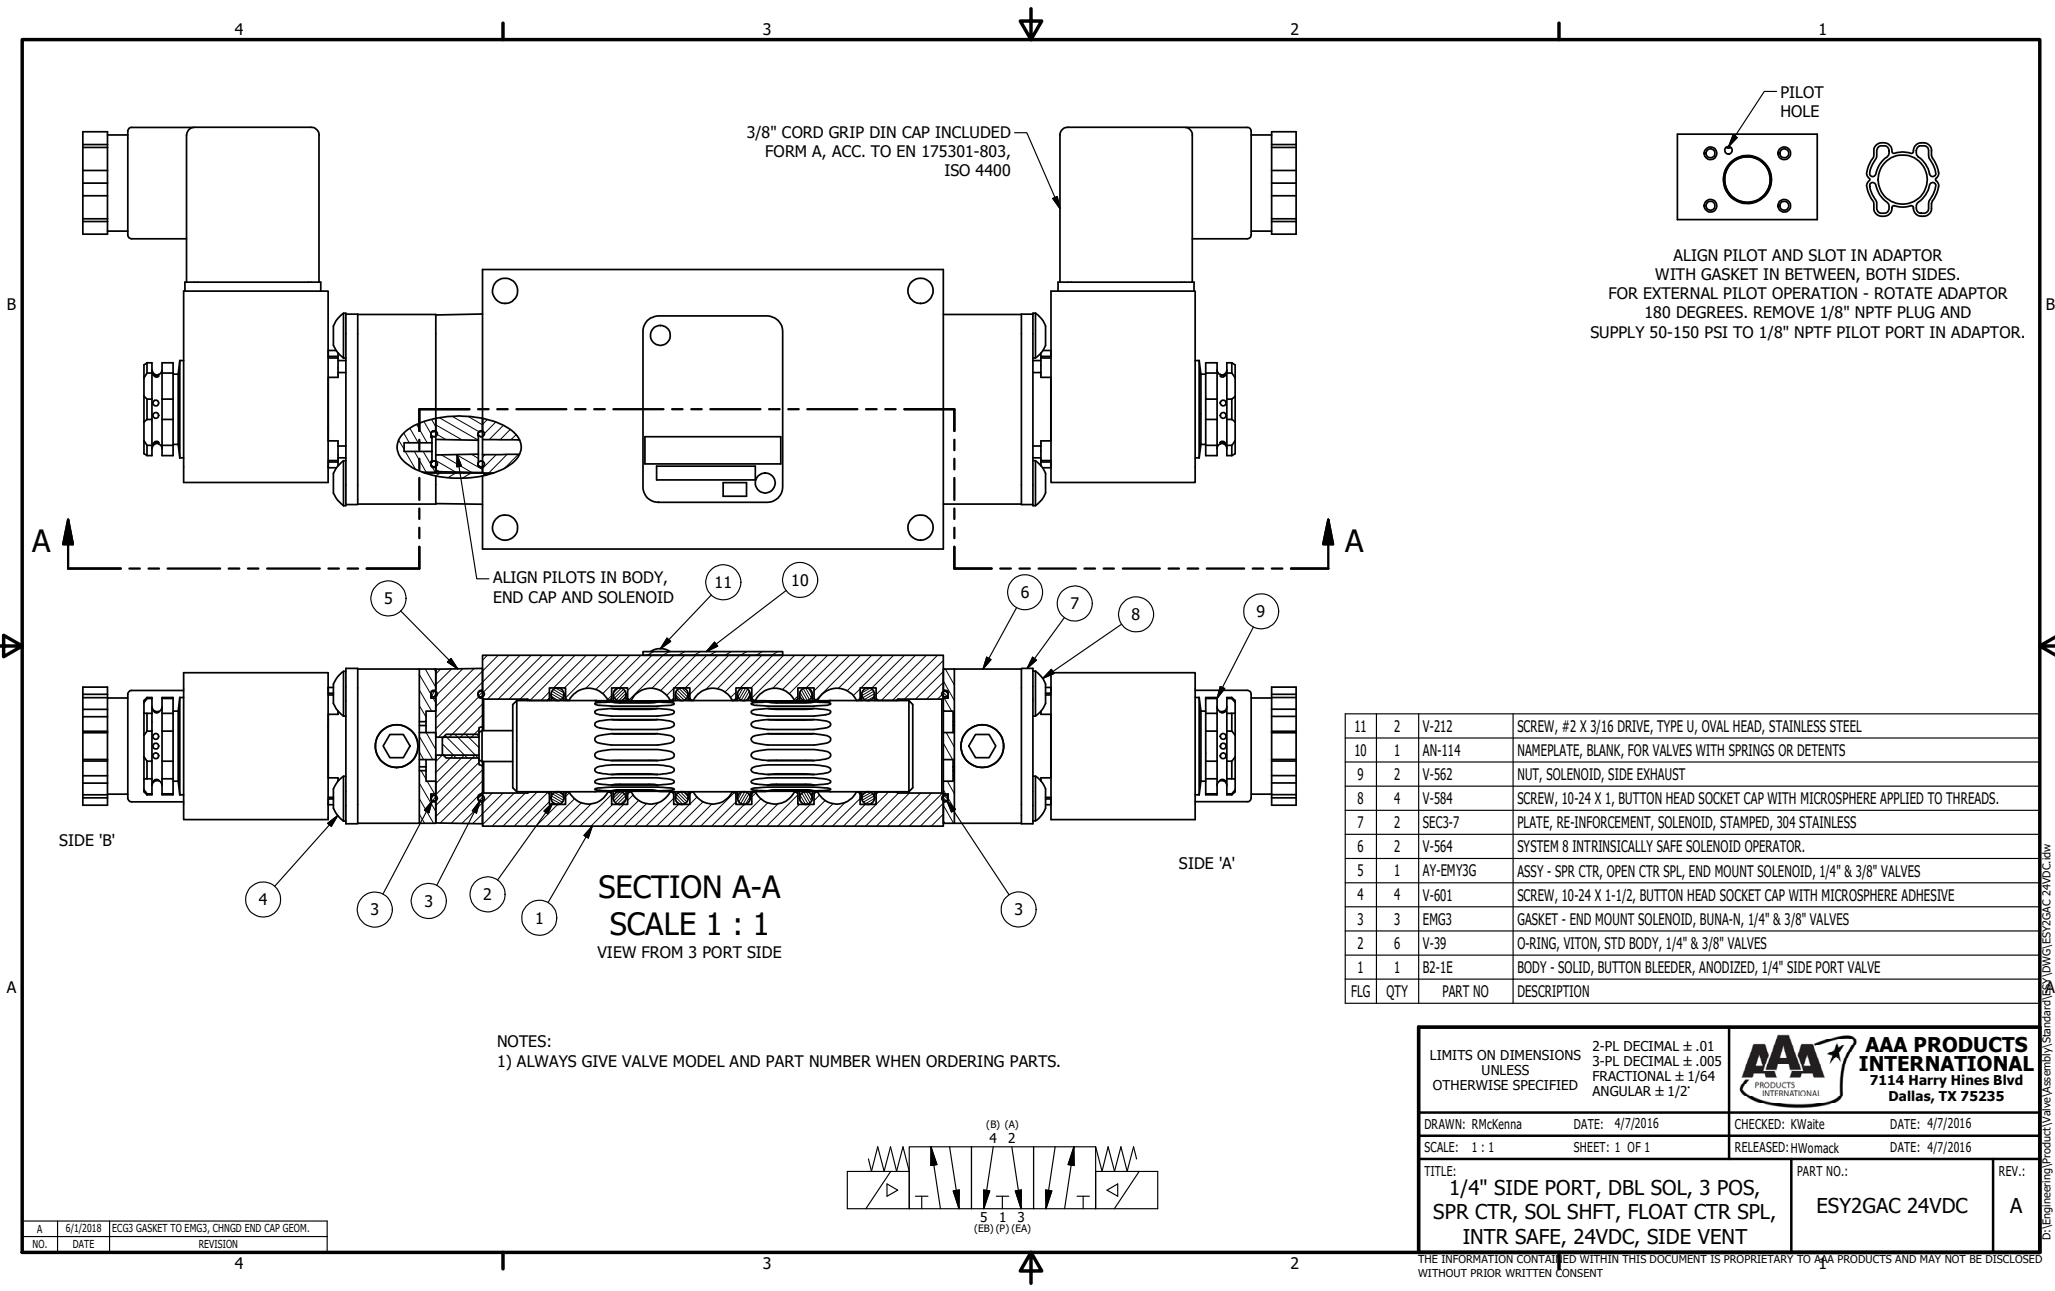 4
3
2
1
3/8" CORD GRIP DIN CAP INCLUDED
FORM A, ACC. TO EN 175301-803,
ISO 4400
PILOT
HOLE
ALIGN PILOT AND SLOT IN ADAPTOR
WITH GASKET IN BETWEEN, BOTH SIDES.
FOR EXTERNAL PILOT OPERATION - ROTATE ADAPTOR
180 DEGREES. REMOVE 1/8" NPTF PLUG AND
SUPPLY 50-150 PSI TO 1/8" NPTF PILOT PORT IN ADAPTOR.
B
B
A
A
ALIGN PILOTS IN BODY,
END CAP AND SOLENOID
5
11
10
6
7
8
9
SIDE 'B'
SIDE 'A'
4
3
3
2
1
3
SECTION A-A
SCALE 1 : 1
VIEW FROM 3 PORT SIDE
A
A
11 2 V-212 SCREW, #2 X 3/16 DRIVE, TYPE U, OVAL HEAD, STAINLESS STEEL
10 1 AN-114 NAMEPLATE, BLANK, FOR VALVES WITH SPRINGS OR DETENTS
9 2 V-562 NUT, SOLENOID, SIDE EXHAUST
8 4 V-584 SCREW, 10-24 X 1, BUTTON HEAD SOCKET CAP WITH MICROSPHERE APPLIED TO THREADS.
7 2 SEC3-7 PLATE, RE-INFORCEMENT, SOLENOID, STAMPED, 304 STAINLESS
6 2 V-564 SYSTEM 8 INTRINSICALLY SAFE SOLENOID OPERATOR.
5 1 AY-EMY3G ASSY - SPR CTR, OPEN CTR SPL, END MOUNT SOLENOID, 1/4" & 3/8" VALVES
4 4 V-601 SCREW, 10-24 X 1-1/2, BUTTON HEAD SOCKET CAP WITH MICROSPHERE ADHESIVE
3 3 EMG3 GASKET - END MOUNT SOLENOID, BUNA-N, 1/4" & 3/8" VALVES
2 6 V-39 O-RING, VITON, STD BODY, 1/4" & 3/8" VALVES
1 1 B2-1E BODY - SOLID, BUTTON BLEEDER, ANODIZED, 1/4" SIDE PORT VALVE
FLG QTY PART NO DESCRIPTION
NOTES:
1) ALWAYS GIVE VALVE MODEL AND PART NUMBER WHEN ORDERING PARTS.
(B) (A)
4 2
5 1 3
(EB) (P) (EA)
LIMITS ON DIMENSIONS
UNLESS
OTHERWISE SPECIFIED
2-PL DECIMAL ± .01
3-PL DECIMAL ± .005
FRACTIONAL ± 1/64
ANGULAR ± 1/2°
AAA
PRODUCTS
INTERNATIONAL
AAA PRODUCTS
INTERNATIONAL
7114 Harry Hines Blvd
Dallas, TX 75235
DRAWN: RMcKenna DATE: 4/7/2016 CHECKED: KWaite DATE: 4/7/2016
SCALE: 1 : 1 SHEET: 1 OF 1 RELEASED: HWomack DATE: 4/7/2016
TITLE:
1/4" SIDE PORT, DBL SOL, 3 POS,
SPR CTR, SOL SHFT, FLOAT CTR SPL,
INTR SAFE, 24VDC, SIDE VENT
PART NO.:
ESY2GAC 24VDC
REV.:
A
A 6/1/2018 ECG3 GASKET TO EMG3, CHNGD END CAP GEOM.
NO. DATE REVISION
4
3
2
1
THE INFORMATION CONTAINED WITHIN THIS DOCUMENT IS PROPRIETARY TO AAA PRODUCTS AND MAY NOT BE DISCLOSED
WITHOUT PRIOR WRITTEN CONSENT
D:\Engineering\Product\Valve\Assembly\Standard\ESY\DWG\ESY2GAC 24VDC.idw